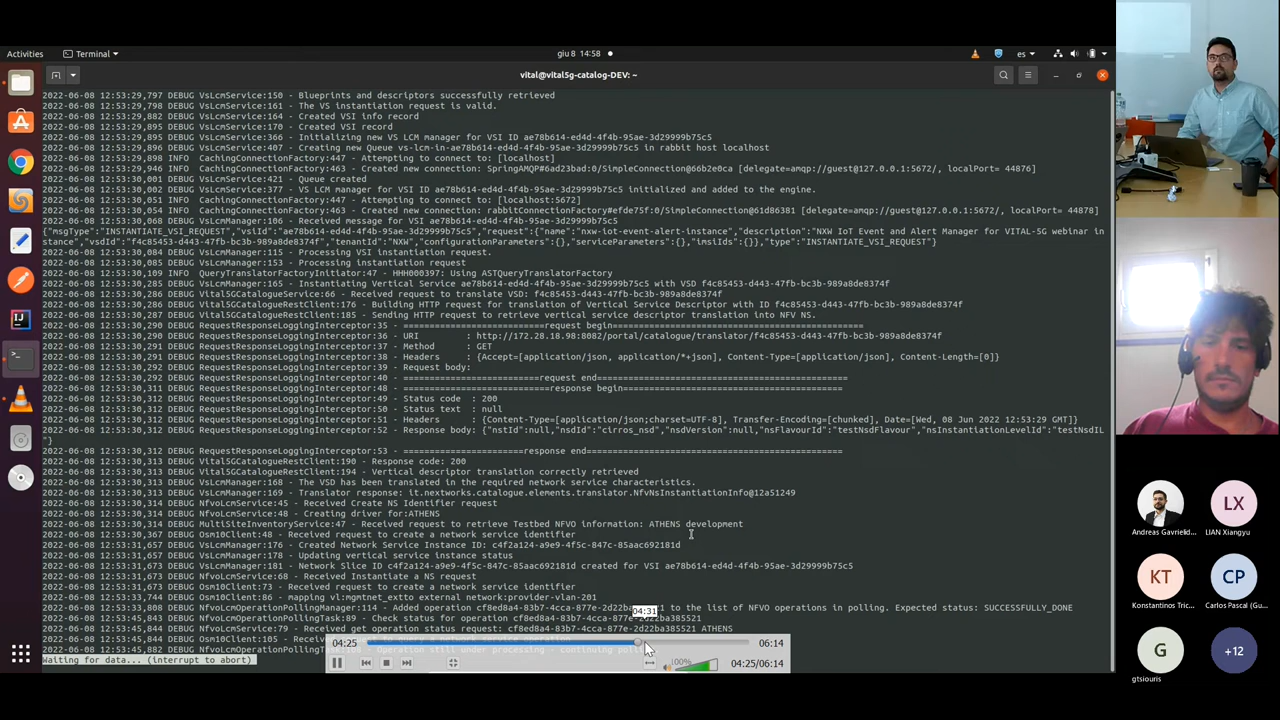 Activities
Terminal
giu 8 14:58
es
vital@vital5g-catalog-DEV: ~
2022-06-08 12:53:29,797 DEBUG VsLcmService:150 - Blueprints and descriptors successfully retrieved
2022-06-08 12:53:29,798 DEBUG VsLcmService:161 - The VS instantiation request is valid.
2022-06-08 12:53:29,882 DEBUG VsLcmService:164 - Created VSI info record
2022-06-08 12:53:29,895 DEBUG VsLcmService:170 - Created VSI record
2022-06-08 12:53:29,896 DEBUG VsLcmService:366 - Initializing new VS LCM manager for VSI ID ae78b614-ed4d-4f4b-95ae-3d29999b75c5
2022-06-08 12:53:29,896 DEBUG VsLcmService:407 - Creating new Queue vs-lcm-in-ae78b614-ed4d-4f4b-95ae-3d29999b75c5 in rabbit host localhost
2022-06-08 12:53:29,898 INFO CachingConnectionFactory:447 - Attempting to connect to: [localhost]
2022-06-08 12:53:29,946 INFO CachingConnectionFactory:463 - Created new connection: SpringAMQP#6ad23bad:0/SimpleConnection@66b2e0ca [delegate=amqp://guest@127.0.0.1:5672/, localPort= 44876]
2022-06-08 12:53:30,001 DEBUG VsLcmService:421 - Queue created
2022-06-08 12:53:30,002 DEBUG VsLcmService:377 - VS LCM manager for VSI ID ae78b614-ed4d-4f4b-95ae-3d29999b75c5 initialized and added to the engine.
2022-06-08 12:53:30,051 INFO CachingConnectionFactory:447 - Attempting to connect to: [localhost:5672]
2022-06-08 12:53:30,054 INFO CachingConnectionFactory:463 - Created new connection: rabbitConnectionFactory#efde75f:0/SimpleConnection@61d86381 [delegate=amqp://guest@127.0.0.1:5672/, localPort= 44878]
2022-06-08 12:53:30,068 DEBUG VsLcmManager:106 - Received message for VSI ae78b614-ed4d-4f4b-95ae-3d29999b75c5
{"msgType":"INSTANTIATE_VSI_REQUEST","vsiId":"ae78b614-ed4d-4f4b-95ae-3d29999b75c5","request":{"name":"nxw-iot-event-alert-instance","description":"NXW IoT Event and Alert Manager for VITAL-5G webinar in
stance","vsdId":"f4c85453-d443-47fb-bc3b-989a8de8374f","tenantId":"NXW","configurationParameters":{},"serviceParameters":{},"imsiIds":{}},"type":"INSTANTIATE_VSI_REQUEST"}
2022-06-08 12:53:30,084 DEBUG VsLcmManager:115 - Processing VSI instantiation request.
2022-06-08 12:53:30,085 DEBUG VsLcmManager:153 - Processing instantiation request
2022-06-08 12:53:30,109 INFO QueryTranslatorFactoryInitiator:47 - HHH000397: Using ASTQueryTranslatorFactory
2022-06-08 12:53:30,285 DEBUG VsLcmManager:165 - Instantiating Vertical Service ae78b614-ed4d-4f4b-95ae-3d29999b75c5 with VSD f4c85453-d443-47fb-bc3b-989a8de8374f
2022-06-08 12:53:30,286 DEBUG Vital5GCatalogueService:66 - Received request to translate VSD: f4c85453-d443-47fb-bc3b-989a8de8374f
2022-06-08 12:53:30,286 DEBUG Vital5GCatalogueRestClient:176 - Building HTTP request for translation of Vertical Service Descriptor with ID f4c85453-d443-47fb-bc3b-989a8de8374f
2022-06-08 12:53:30,287 DEBUG Vital5GCatalogueRestClient:185 - Sending HTTP request to retrieve vertical service descriptor translation into NFV NS.
2022-06-08 12:53:30,290 DEBUG RequestResponseLoggingInterceptor:35 - ===========================request begin================================================
2022-06-08 12:53:30,290 DEBUG RequestResponseLoggingInterceptor:36 - URI : http://172.28.18.98:8082/portal/catalogue/translator/f4c85453-d443-47fb-bc3b-989a8de8374f
2022-06-08 12:53:30,291 DEBUG RequestResponseLoggingInterceptor:37 - Method : GET
2022-06-08 12:53:30,291 DEBUG RequestResponseLoggingInterceptor:38 - Headers : {Accept=[application/json, application/*+json], Content-Type=[application/json], Content-Length=[0]}
2022-06-08 12:53:30,291 DEBUG RequestResponseLoggingInterceptor:39 - Request body:
2022-06-08 12:53:30,292 DEBUG RequestResponseLoggingInterceptor:40 - ==========================request end================================================
2022-06-08 12:53:30,311 DEBUG RequestResponseLoggingInterceptor:48 - ============================response begin==========================================
2022-06-08 12:53:30,311 DEBUG RequestResponseLoggingInterceptor:49 - Status code : 200
2022-06-08 12:53:30,312 DEBUG RequestResponseLoggingInterceptor:50 - Status text : null
2022-06-08 12:53:30,312 DEBUG RequestResponseLoggingInterceptor:51 - Headers : {Content-Type=[application/json;charset=UTF-8], Transfer-Encoding=[chunked], Date=[Wed, 08 Jun 2022 12:53:29 GMT]}
2022-06-08 12:53:30,312 DEBUG RequestResponseLoggingInterceptor:52 - Response body: {"nstId":null,"nsdId":"cirros_nsd","nsdVersion":null,"nsFlavourId":"testNsdFlavour","nsInstantiationLevelId":"testNsdIL
"}
2022-06-08 12:53:30,312 DEBUG RequestResponseLoggingInterceptor:53 - =======================response end=================================================
2022-06-08 12:53:30,313 DEBUG Vital5GCatalogueRestClient:190 - Response code: 200
2022-06-08 12:53:30,313 DEBUG Vital5GCatalogueRestClient:194 - Vertical descriptor translation correctly retrieved
2022-06-08 12:53:30,313 DEBUG VsLcmManager:168 - The VSD has been translated in the required network service characteristics.
2022-06-08 12:53:30,313 DEBUG VsLcmManager:169 - Translator response: it.nextworks.catalogue.elements.translator.NfvNsInstantiationInfo@12a51249
2022-06-08 12:53:30,314 DEBUG NfvoLcmService:45 - Received Create NS Identifier request
2022-06-08 12:53:30,314 DEBUG NfvoLcmService:48 - Creating driver for:ATHENS
2022-06-08 12:53:30,314 DEBUG MultiSiteInventoryService:47 - Received request to retrieve Testbed NFVO information: ATHENS development
2022-06-08 12:53:30,367 DEBUG Osm10Client:48 - Received request to create a network service identifier
2022-06-08 12:53:31,657 DEBUG VsLcmManager:176 - Created Network Service Instance ID: c4f2a124-a9e9-4f5c-847c-85aac692181d
2022-06-08 12:53:31,657 DEBUG VsLcmManager:178 - Updating vertical service instance status
2022-06-08 12:53:31,657 DEBUG VsLcmManager:181 - Network Slice ID c4f2a124-a9e9-4f5c-847c-85aac692181d created for VSI ae78b614-ed4d-4f4b-95ae-3d29999b75c5
2022-06-08 12:53:31,657 DEBUG NfvoLcmService:68 - Received Instantiate a NS request
2022-06-08 12:53:31,657 DEBUG Osm10Client:73 - Received request to create a network service identifier
2022-06-08 12:53:31,657 DEBUG Osm10Client:86 - mapping vl:mgmtnet_extto external network:provider-vlan-201
2022-06-08 12:53:33,808 DEBUG NfvoLcmOperationPollingManager:114 - Added operation cf8ed8a4-83b7-4cca-877e-2d22ba 1 to the list of NFVO operations in polling. Expected status: SUCCESSFULLY_DONE
2022-06-08 12:53:45,843 DEBUG NfvoLcmOperationPollingTask:89 - Check status for operation cf8ed8a4-83b7-4cca-877e-2d22ba385521
2022-06-08 12:53:45,844 DEBUG NfvoLcmService:79 - Received get operation status request: cf8ed8a4-83b7-4cca-877e-2d22ba385521 ATHENS
2022-06-08 12:53:45,844 DEBUG Osm10Client:105 - Received request to query a network operation
Operation still under processing - continuing
Waiting for data... (interrupt to abort)
04:31
04:25
06:14
100%
04:25/06:14
Andreas Gavrielid...
LX
LIAN Xiangyu
KT
Konstantinos Tric...
CP
Carlos Pascal (Gu...
G
gtsiouris
+12